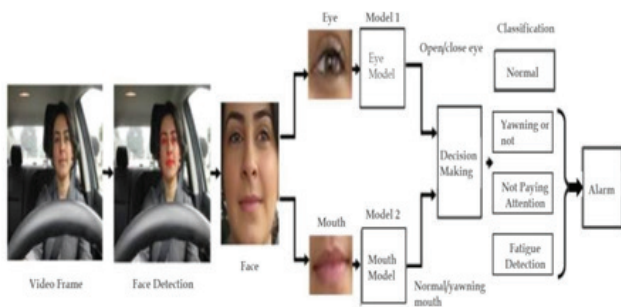 Eye
Model 1
Classification
Eye
Model
Open/close eye
Normal
Yawning or
not
Decision
Making
Not Paying
Attention
Alarm
Mouth
Model 2
Mouth
Model
Fatigue
Detection
Normal/yawning
mouth
Video Frame
Face Detection
Face